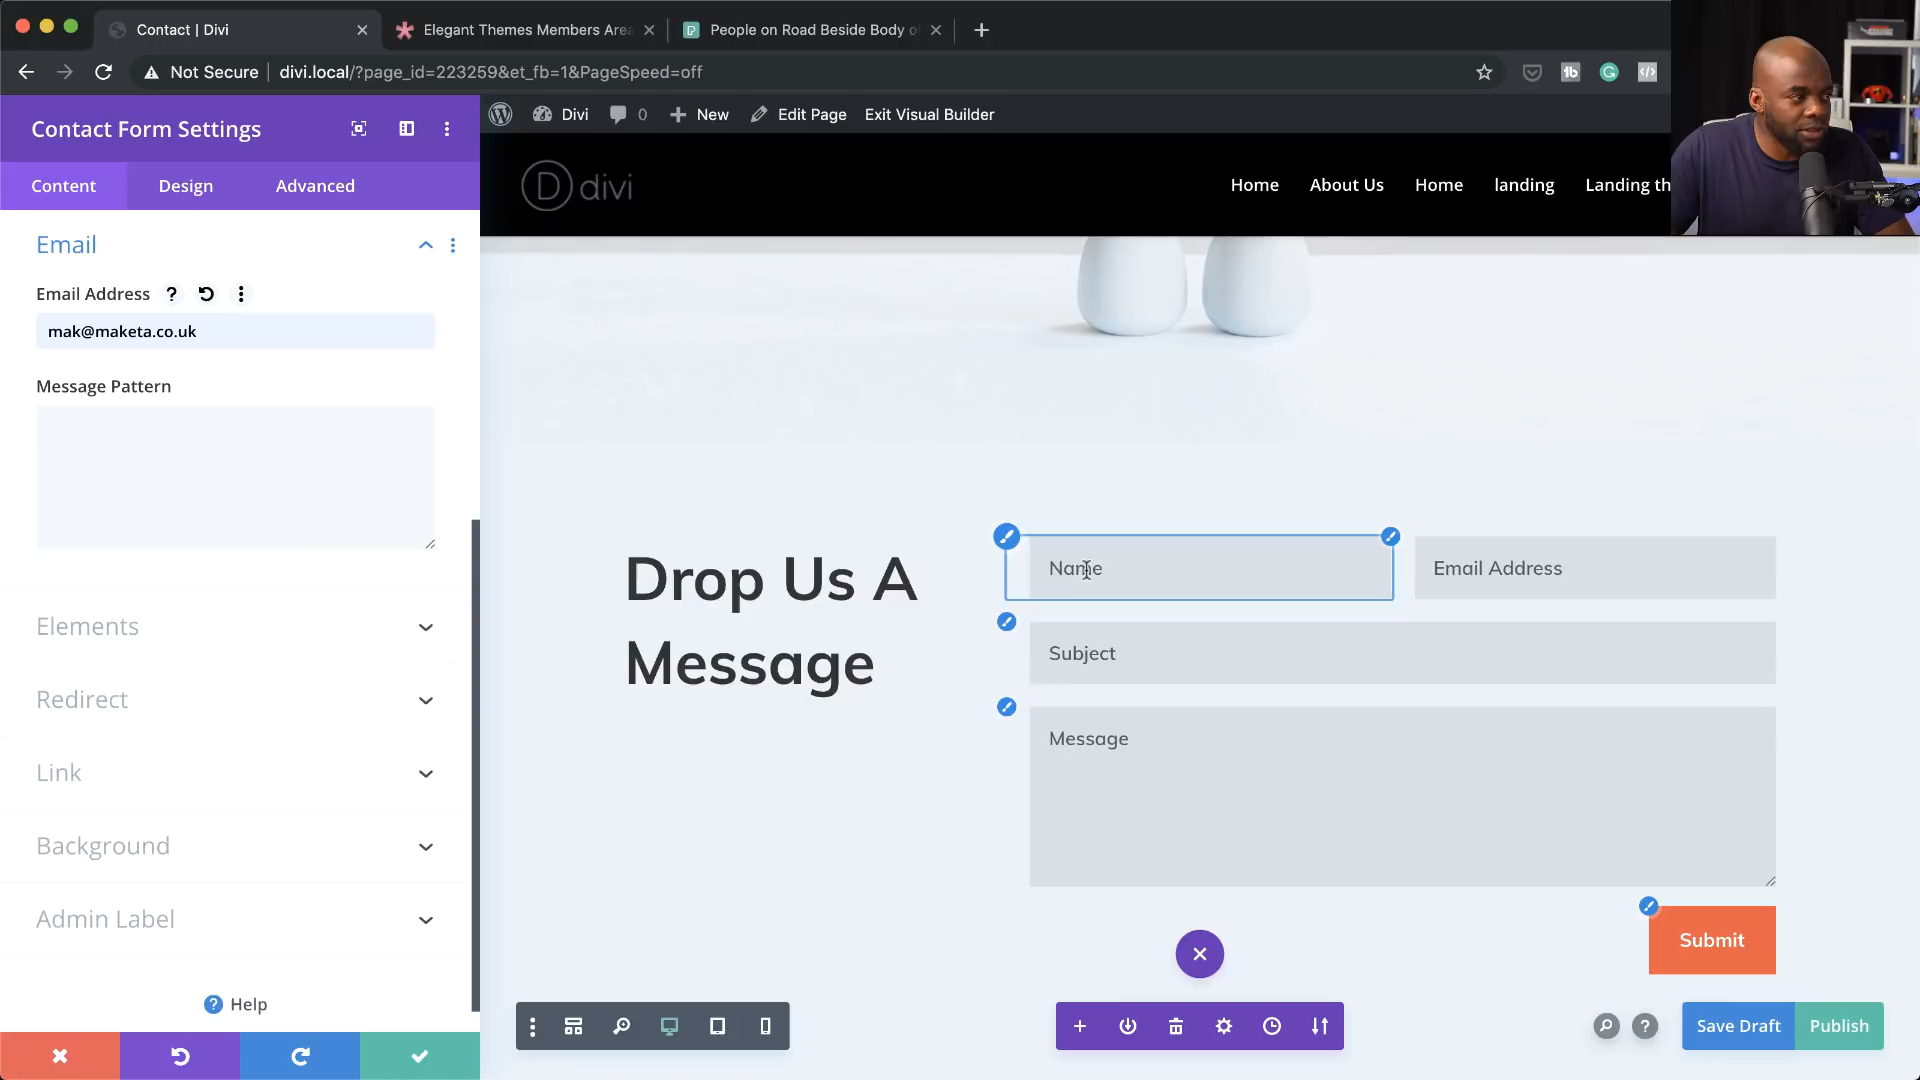 Contact | Divi
Elegant Themes Members Area
People on Road Beside Body o
Not Secure
divi.local/?page_id=223259&et_fb=1&PageSpeed=off
Contact Form Settings
Divi
0
New
Edit Page
Exit Visual Builder
Content
Design
Advanced
divi
Home
About Us
Home
landing
Landing th
Email
Email Address
mak@maketa.co.uk
Message Pattern
Elements
Redirect
Link
Background
Admin Label
Help
Drop Us A
Message
Name
Email Address
Subject
Message
Submit
Save Draft
Publish